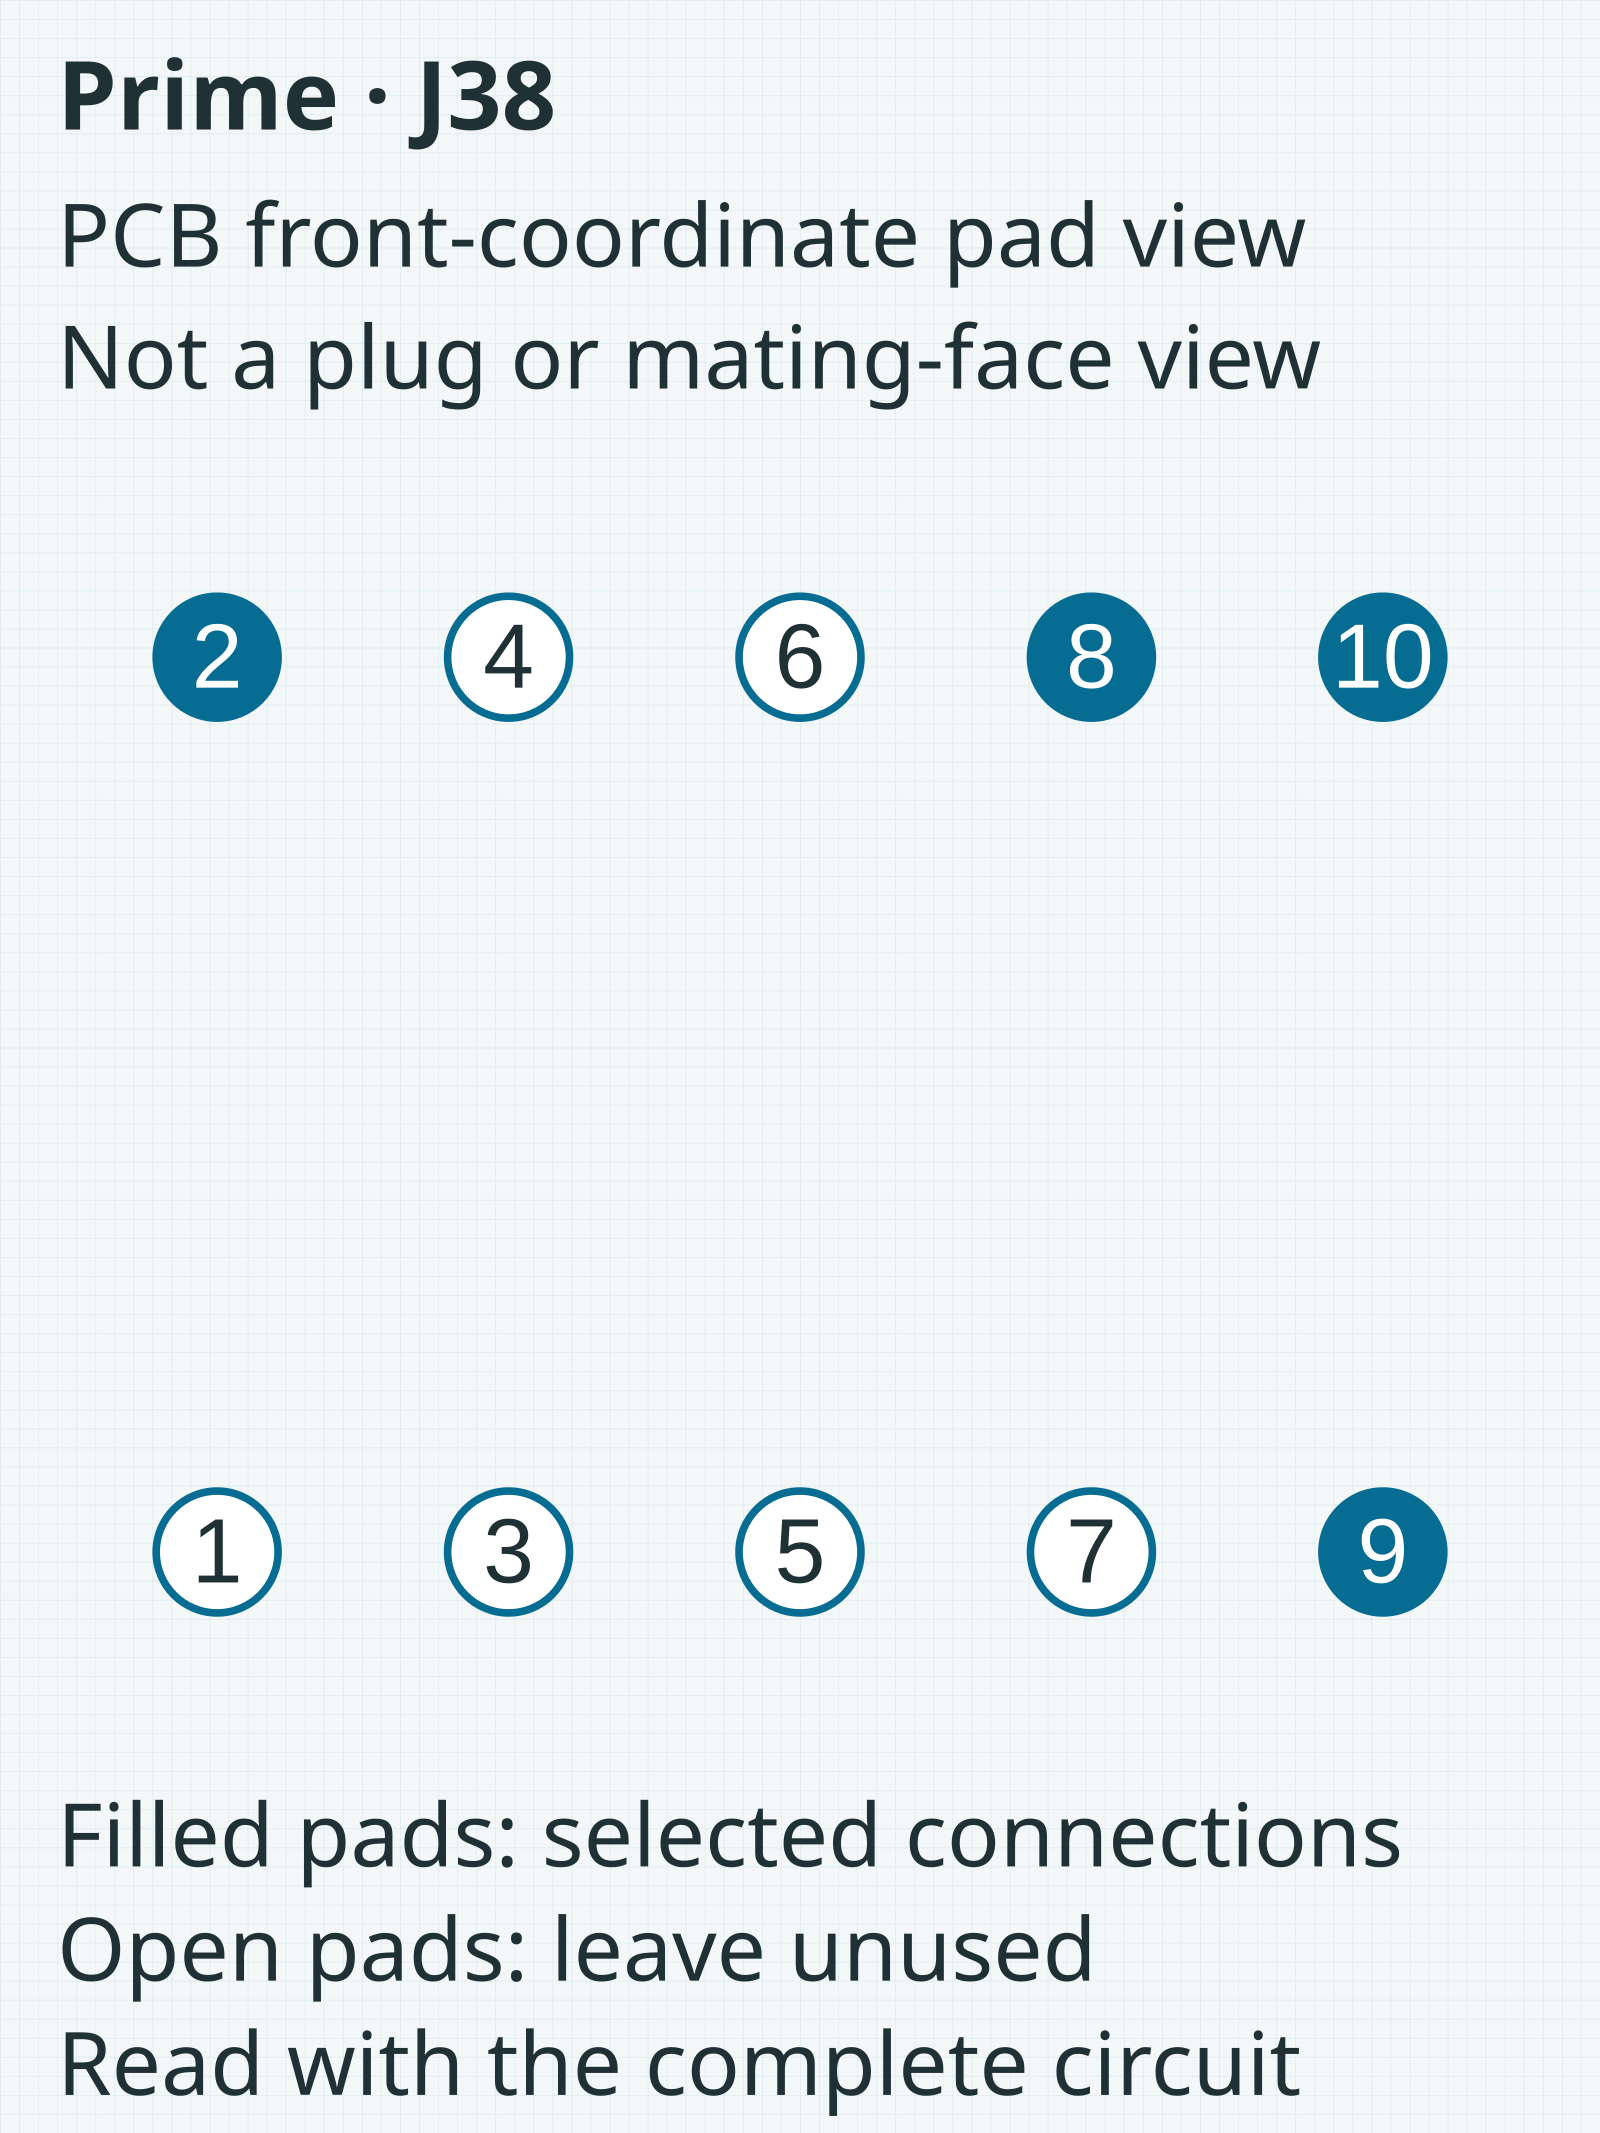 Prime · J38
PCB front-coordinate pad view
Not a plug or mating-face view
2 4 6 8 10
1 3 5 7 9
Filled pads: selected connections
Open pads: leave unused
Read with the complete circuit